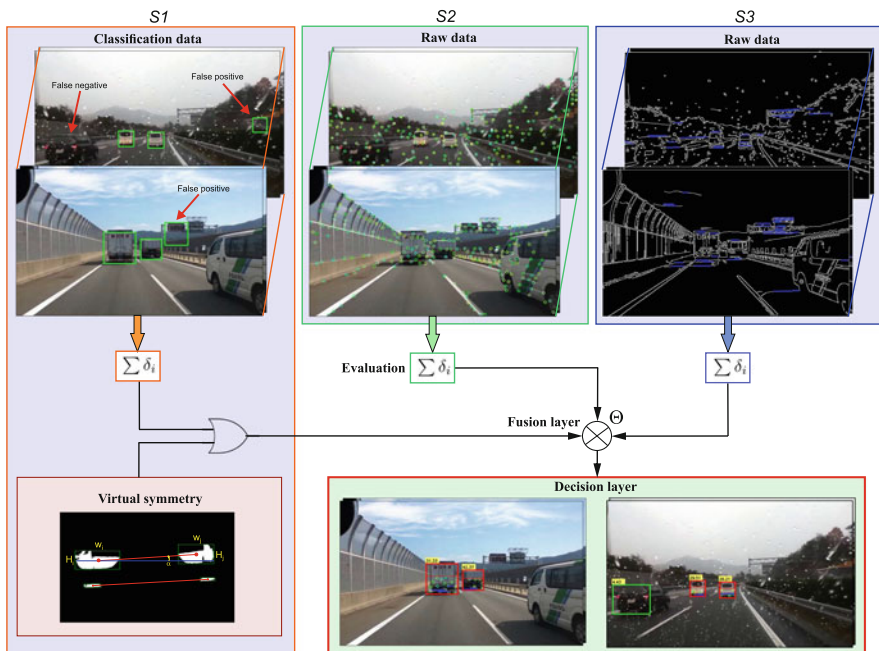 S1
S2
S3
Classification data
Raw data
Raw data
False negative
False positive
False positive
∑ δᵢ
Evaluation
∑ δᵢ
∑ δᵢ
Fusion layer
Θ
Virtual symmetry
Wᵢ
Wⱼ
Hᵢ
Hⱼ
α
Decision layer